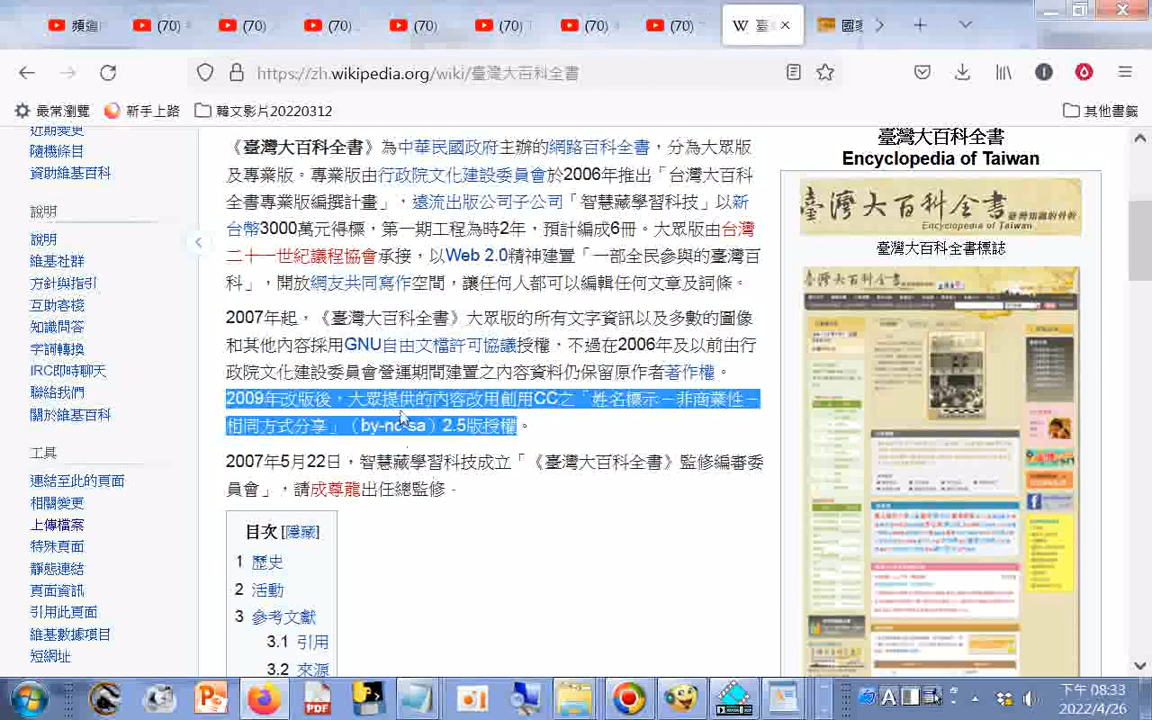 頻道
(70)
(70)
(70)
(70)
(70)
(70)
(70)
W 臺
國
https://zh.wikipedia.org/wiki/臺灣大百科全書
最常瀏覽
新手上路
韓文影片20220312
其他書籤
近期變更
隨機條目
資助維基百科
說明
說明
維基社群
方針與指引
互助客棧
知識問答
字詞轉換
IRC即時聊天
聯絡我們
關於維基百科
工具
連結至此的頁面
相關變更
上傳檔案
特殊頁面
靜態連結
頁面資訊
引用此頁面
維基數據項目
短網址
《臺灣大百科全書》為中華民國政府主辦的網路百科全書,分為大眾版
及專業版。專業版由行政院文化建設委員會於2006年推出「台灣大百科
全書專業版編撰計畫」,遠流出版公司子公司「智慧藏學習科技」以新
台幣3000萬元得標,第一期工程為時2年,預計編成6冊。大眾版由台灣
二十一世紀議程協會承接,以Web 2.0精神建置「一部全民參與的臺灣百
科」,開放網友共同寫作空間,讓任何人都可以編輯任何文章及詞條。
2007年起,《臺灣大百科全書》大眾版的所有文字資訊以及多數的圖像
和其他內容採用GNU自由文檔許可協議授權,不過在2006年及以前由行
政院文化建設委員會營運期間建置之內容資料仍保留原作者著作權。
2009年改版後,大眾提供的內容改用創用CC之「姓名標示-非商業性-
相同方式分享」(by-nc-sa)2.5版授權。
2007年5月22日,智慧藏學習科技成立「《臺灣大百科全書》監修編審委
員會」,請成尊龍出任總監修。
目次 [隱藏]
1 歷史
2 活動
3 參考文獻
3.1 引用
3.2 來源
臺灣大百科全書
Encyclopedia of Taiwan
臺灣大百科全書 臺灣知識的骨幹
Encyclopedia of Taiwan
臺灣大百科全書標誌
臺灣大百科全書
下午 08:33
2022/4/26